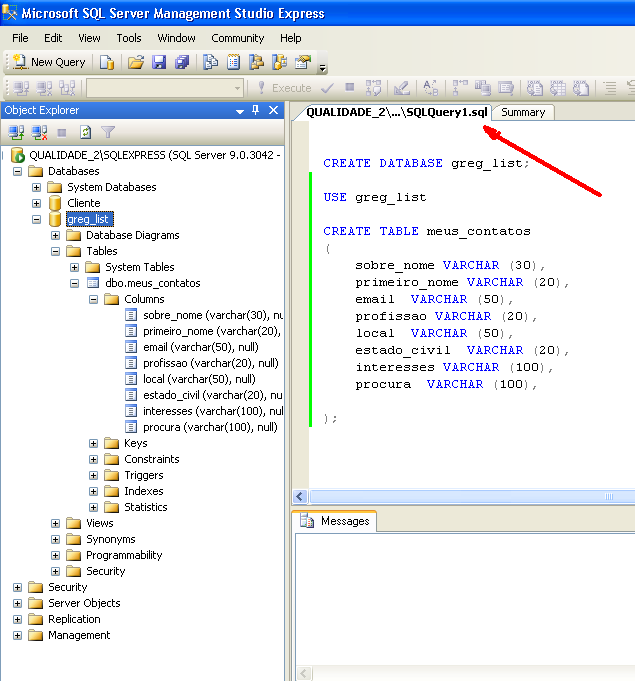 Microsoft SQL Server Management Studio Express
File Edit View Tools Window Community Help
New Query
Execute
Object Explorer
QUALIDADE_2\SQLEXPRESS (SQL Server 9.0.3042 -
Databases
System Databases
Cliente
greg_list
Database Diagrams
Tables
System Tables
dbo.meus_contatos
Columns
sobre_nome (varchar(30), nu
primeiro_nome (varchar(20),
email (varchar(50), null)
profissao (varchar(20), null)
local (varchar(50), null)
estado_civil (varchar(20), nu
interesses (varchar(100), nu
procura (varchar(100), null)
Keys
Constraints
Triggers
Indexes
Statistics
Views
Synonyms
Programmability
Security
Security
Server Objects
Replication
Management
QUALIDADE_2\...\SQLQuery1.sql Summary
CREATE DATABASE greg_list;
USE greg_list
CREATE TABLE meus_contatos
(
sobre_nome VARCHAR (30),
primeiro_nome VARCHAR (20),
email VARCHAR (50),
profissao VARCHAR (20),
local VARCHAR (50),
estado_civil VARCHAR (20),
interesses VARCHAR (100),
procura VARCHAR (100),
);
Messages